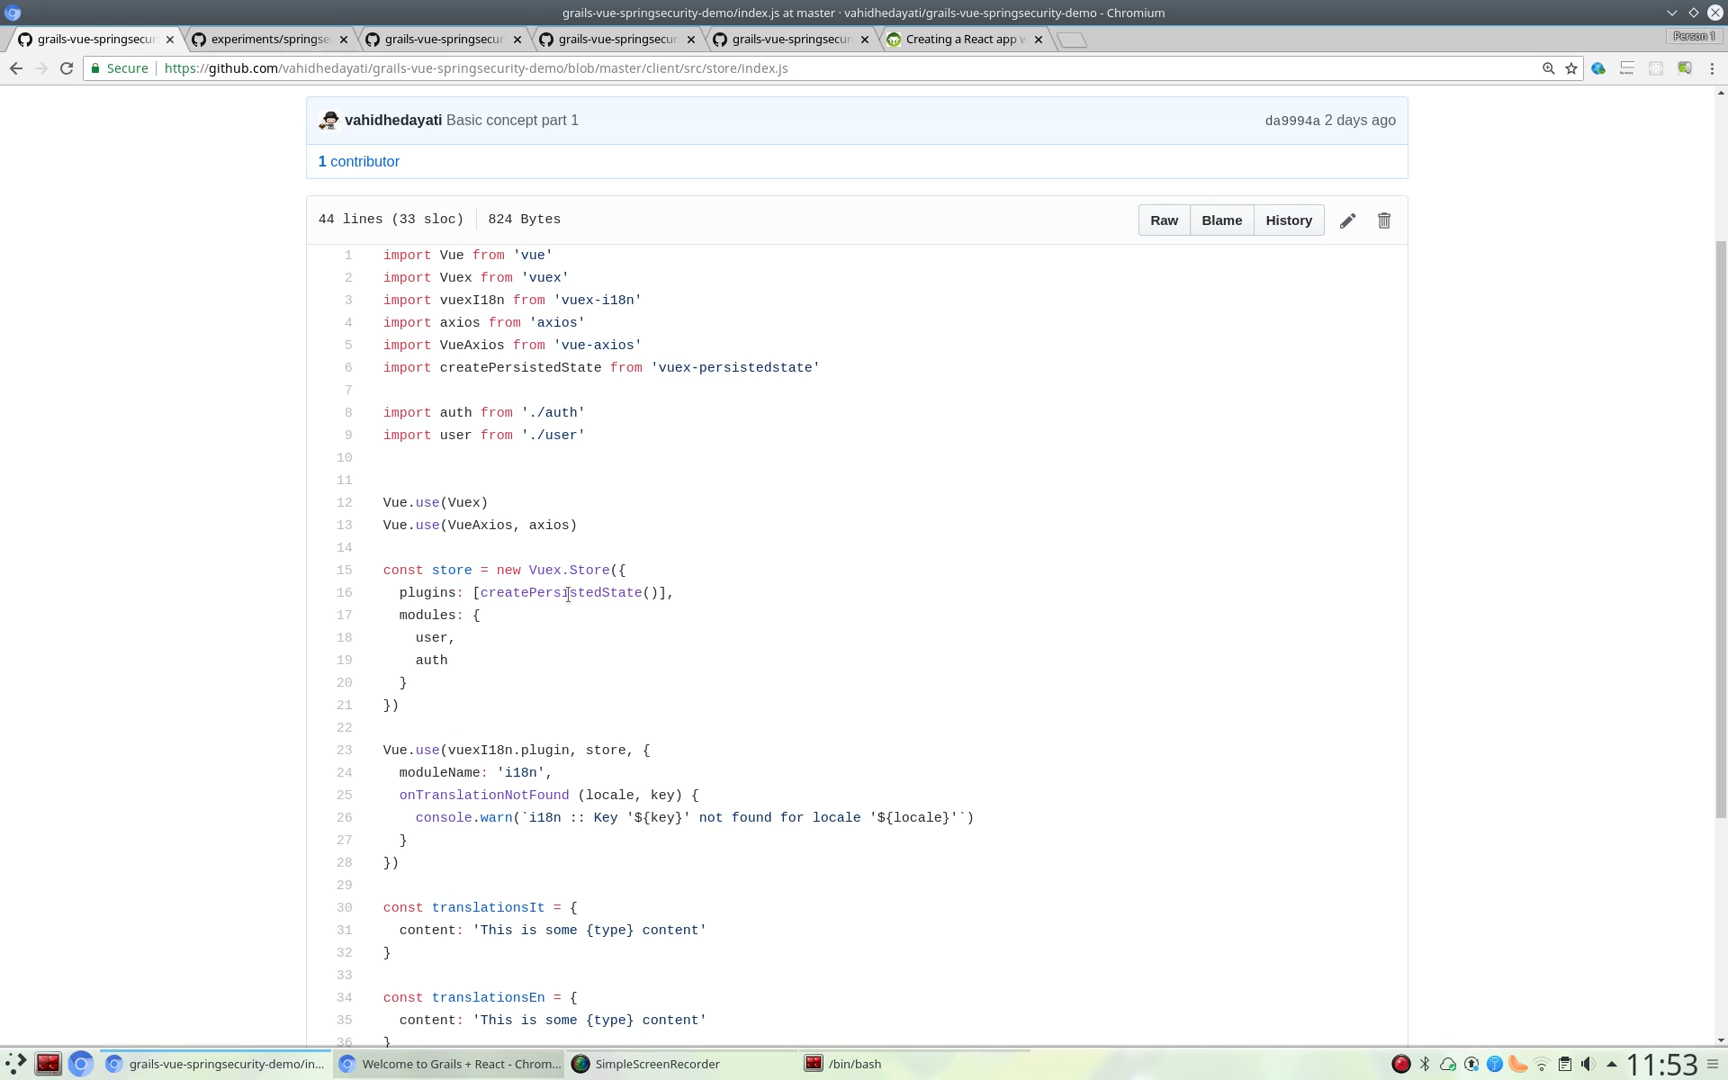 grails-vue-springsecurity-demo/index.js at master · vahidhedayati/grails-vue-springsecurity-demo - Chromium
grails-vue-springsecuri
experiments/springse
grails-vue-springsecur
grails-vue-springsecur
grails-vue-springsecur
Creating a React app w
Person 1
Secure
https://github.com/vahidhedayati/grails-vue-springsecurity-demo/blob/master/client/src/store/index.js
vahidhedayati Basic concept part 1
da9994a 2 days ago
1 contributor
44 lines (33 sloc)
824 Bytes
Raw
Blame
History
1 import Vue from 'vue'
2 import Vuex from 'vuex'
3 import vuexI18n from 'vuex-i18n'
4 import axios from 'axios'
5 import VueAxios from 'vue-axios'
6 import createPersistedState from 'vuex-persistedstate'
7
8 import auth from './auth'
9 import user from './user'
10
11
12 Vue.use(Vuex)
13 Vue.use(VueAxios, axios)
14
15 const store = new Vuex.Store({
16 plugins: [createPersistedState()],
17 modules: {
18 user,
19 auth
20 }
21 })
22
23 Vue.use(vuexI18n.plugin, store, {
24 moduleName: 'i18n',
25 onTranslationNotFound (locale, key) {
26 console.warn(`i18n :: Key '${key}' not found for locale '${locale}'`)
27 }
28 })
29
30 const translationsIt = {
31 content: 'This is some {type} content'
32 }
33
34 const translationsEn = {
35 content: 'This is some {type} content'
36 }
grails-vue-springsecurity-demo/in...
Welcome to Grails + React - Chrom...
SimpleScreenRecorder
/bin/bash
11:53